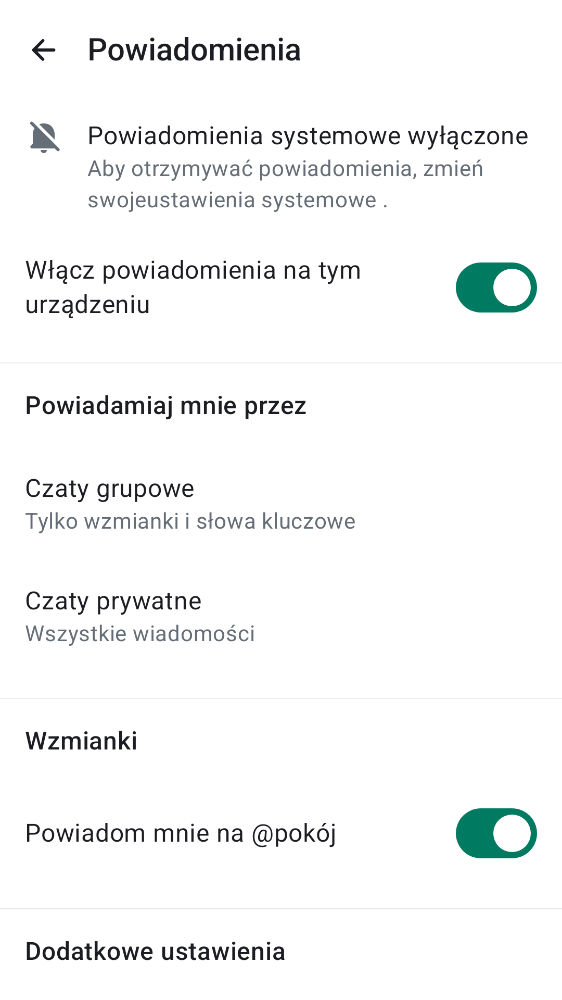 Powiadomienia
Powiadomienia systemowe wyłączone
Aby otrzymywać powiadomienia, zmień
swojeustawienia systemowe .
Włącz powiadomienia na tym
urządzeniu
Powiadamiaj mnie przez
Czaty grupowe
Tylko wzmianki i słowa kluczowe
Czaty prywatne
Wszystkie wiadomości
Wzmianki
Powiadom mnie na @pokój
Dodatkowe ustawienia